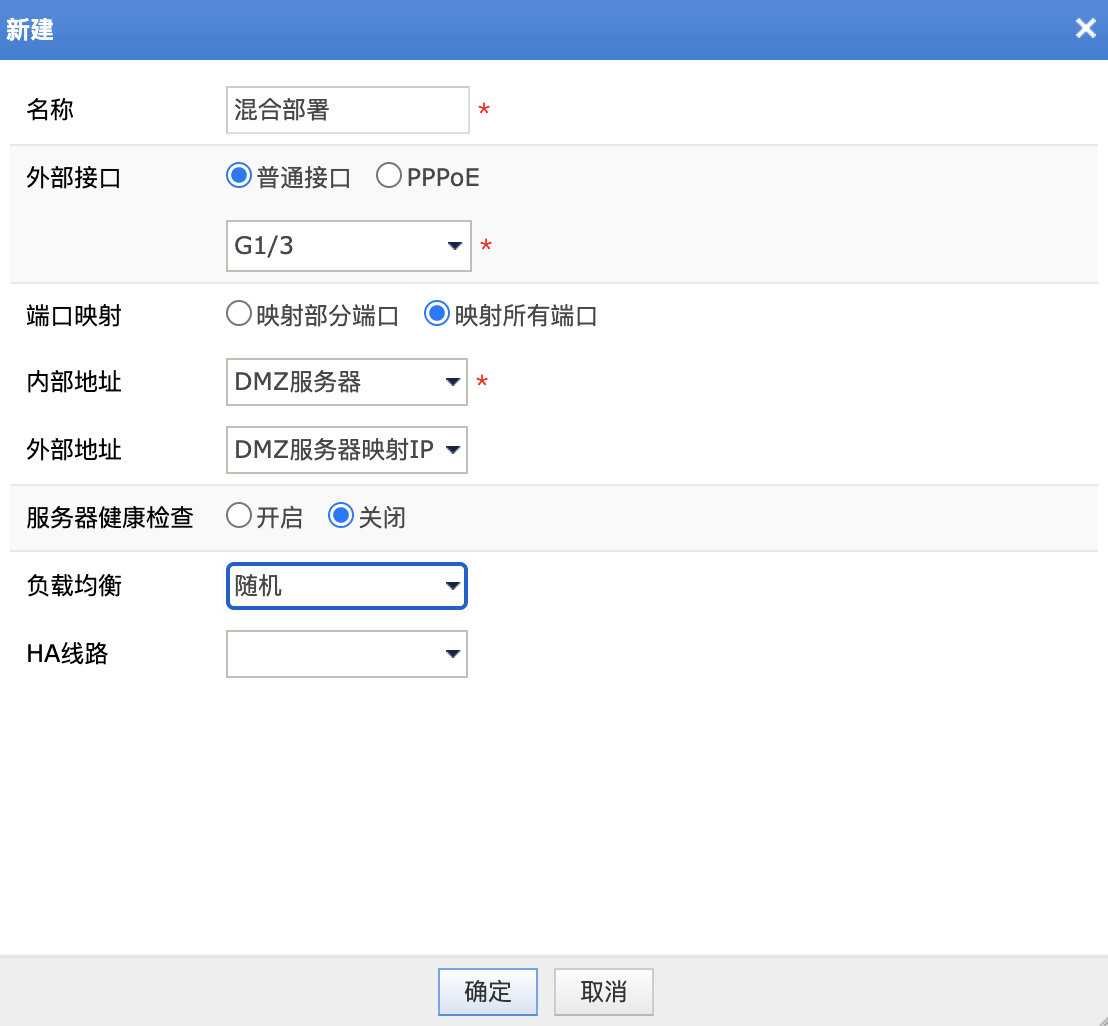 新建
名称 混合部署 *
外部接口 普通接口 PPPoE
G1/3 *
端口映射 映射部分端口 映射所有端口
内部地址 DMZ服务器 *
外部地址 DMZ服务器映射IP
服务器健康检查 开启 关闭
负载均衡 随机
HA线路
确定 取消